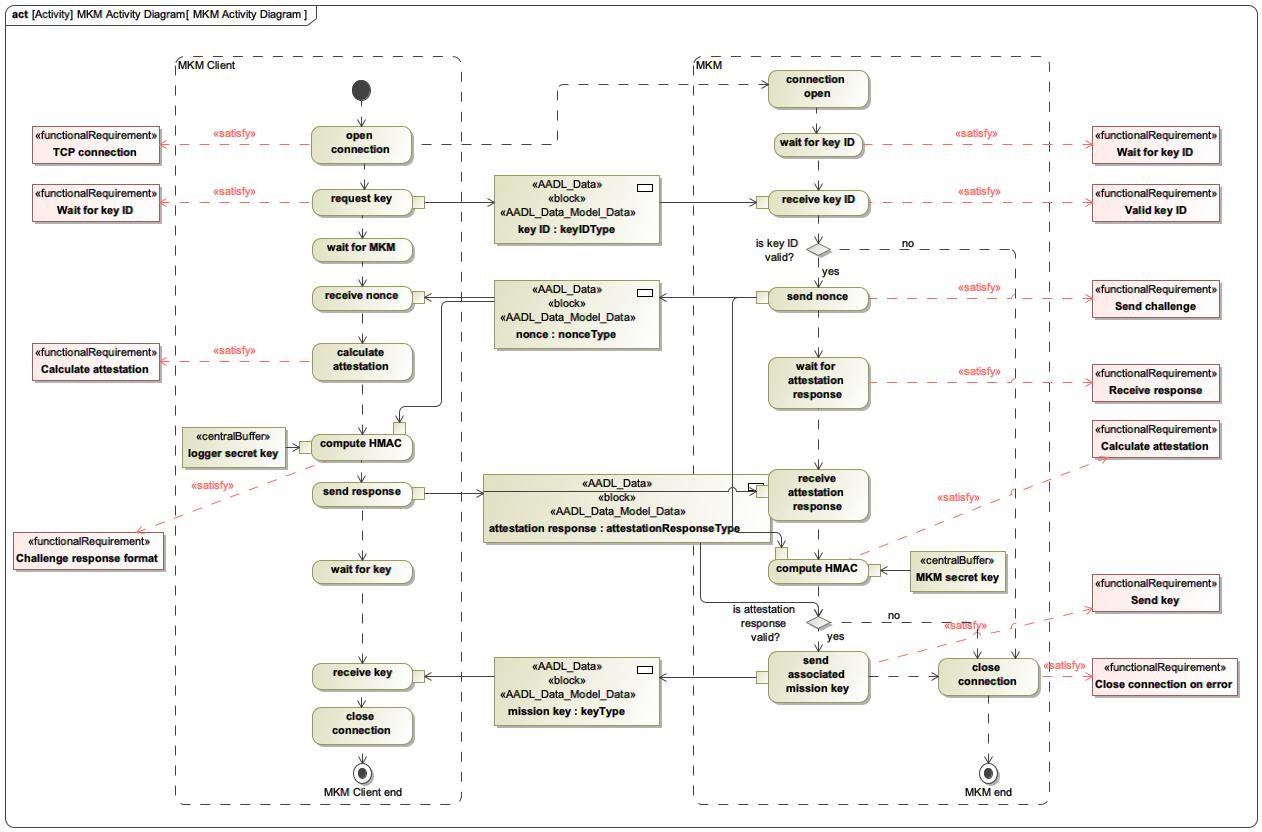 act [Activity] MKM Activity Diagram[ MKM Activity Diagram ]
MKM Client
MKM
connection
open
«functionalRequirement»
TCP connection
«satisfy»
open
connection
wait for key ID
«satisfy»
«functionalRequirement»
Wait for key ID
«functionalRequirement»
Wait for key ID
«satisfy»
request key
«AADL_Data»
«block»
«AADL_Data_Model_Data»
key ID : keyIDType
receive key ID
«satisfy»
«functionalRequirement»
Valid key ID
wait for MKM
is key ID
valid?
no
yes
receive nonce
«AADL_Data»
«block»
«AADL_Data_Model_Data»
nonce : nonceType
send nonce
«satisfy»
«functionalRequirement»
Send challenge
«functionalRequirement»
Calculate attestation
«satisfy»
calculate
attestation
wait for
attestation
response
«satisfy»
«functionalRequirement»
Receive response
«centralBuffer»
logger secret key
compute HMAC
«functionalRequirement»
Calculate attestation
«satisfy»
send response
«AADL_Data»
«block»
«AADL_Data_Model_Data»
attestation response : attestationResponseType
receive
attestation
response
«satisfy»
«functionalRequirement»
Challenge response format
wait for key
compute HMAC
«centralBuffer»
MKM secret key
is attestation
response
valid?
no
yes
«satisfy»
«functionalRequirement»
Send key
receive key
«AADL_Data»
«block»
«AADL_Data_Model_Data»
mission key : keyType
send
associated
mission key
close
connection
«satisfy»
«functionalRequirement»
Close connection on error
close
connection
MKM Client end
MKM end